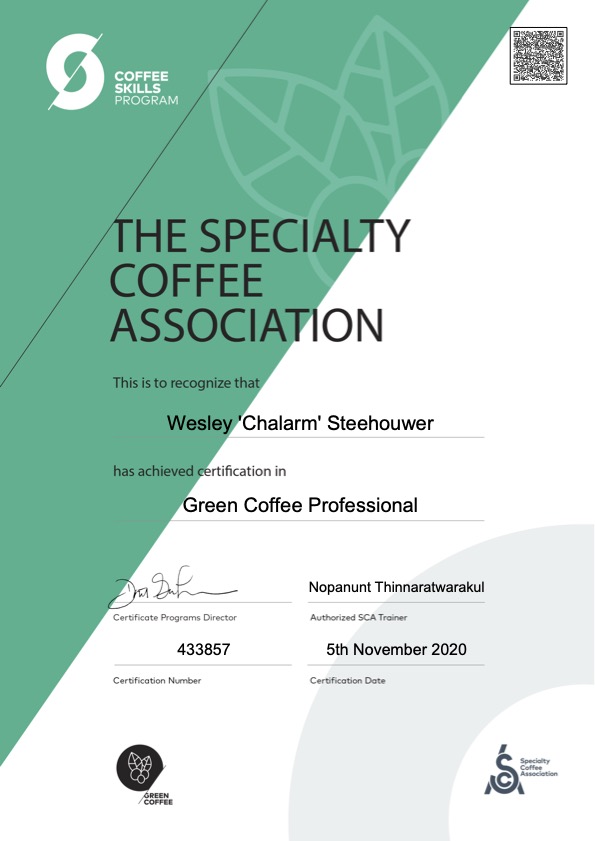 COFFEE
SKILLS
PROGRAM
THE SPECIALTY
COFFEE
ASSOCIATION
This is to recognize that
Wesley 'Chalarm' Steehouwer
has achieved certification in
Green Coffee Professional
Nopanunt Thinnaratwarakul
Certificate Programs Director
Authorized SCA Trainer
433857
5th November 2020
Certification Number
Certification Date
GREEN
COFFEE
SCA
Specialty
Coffee
Association